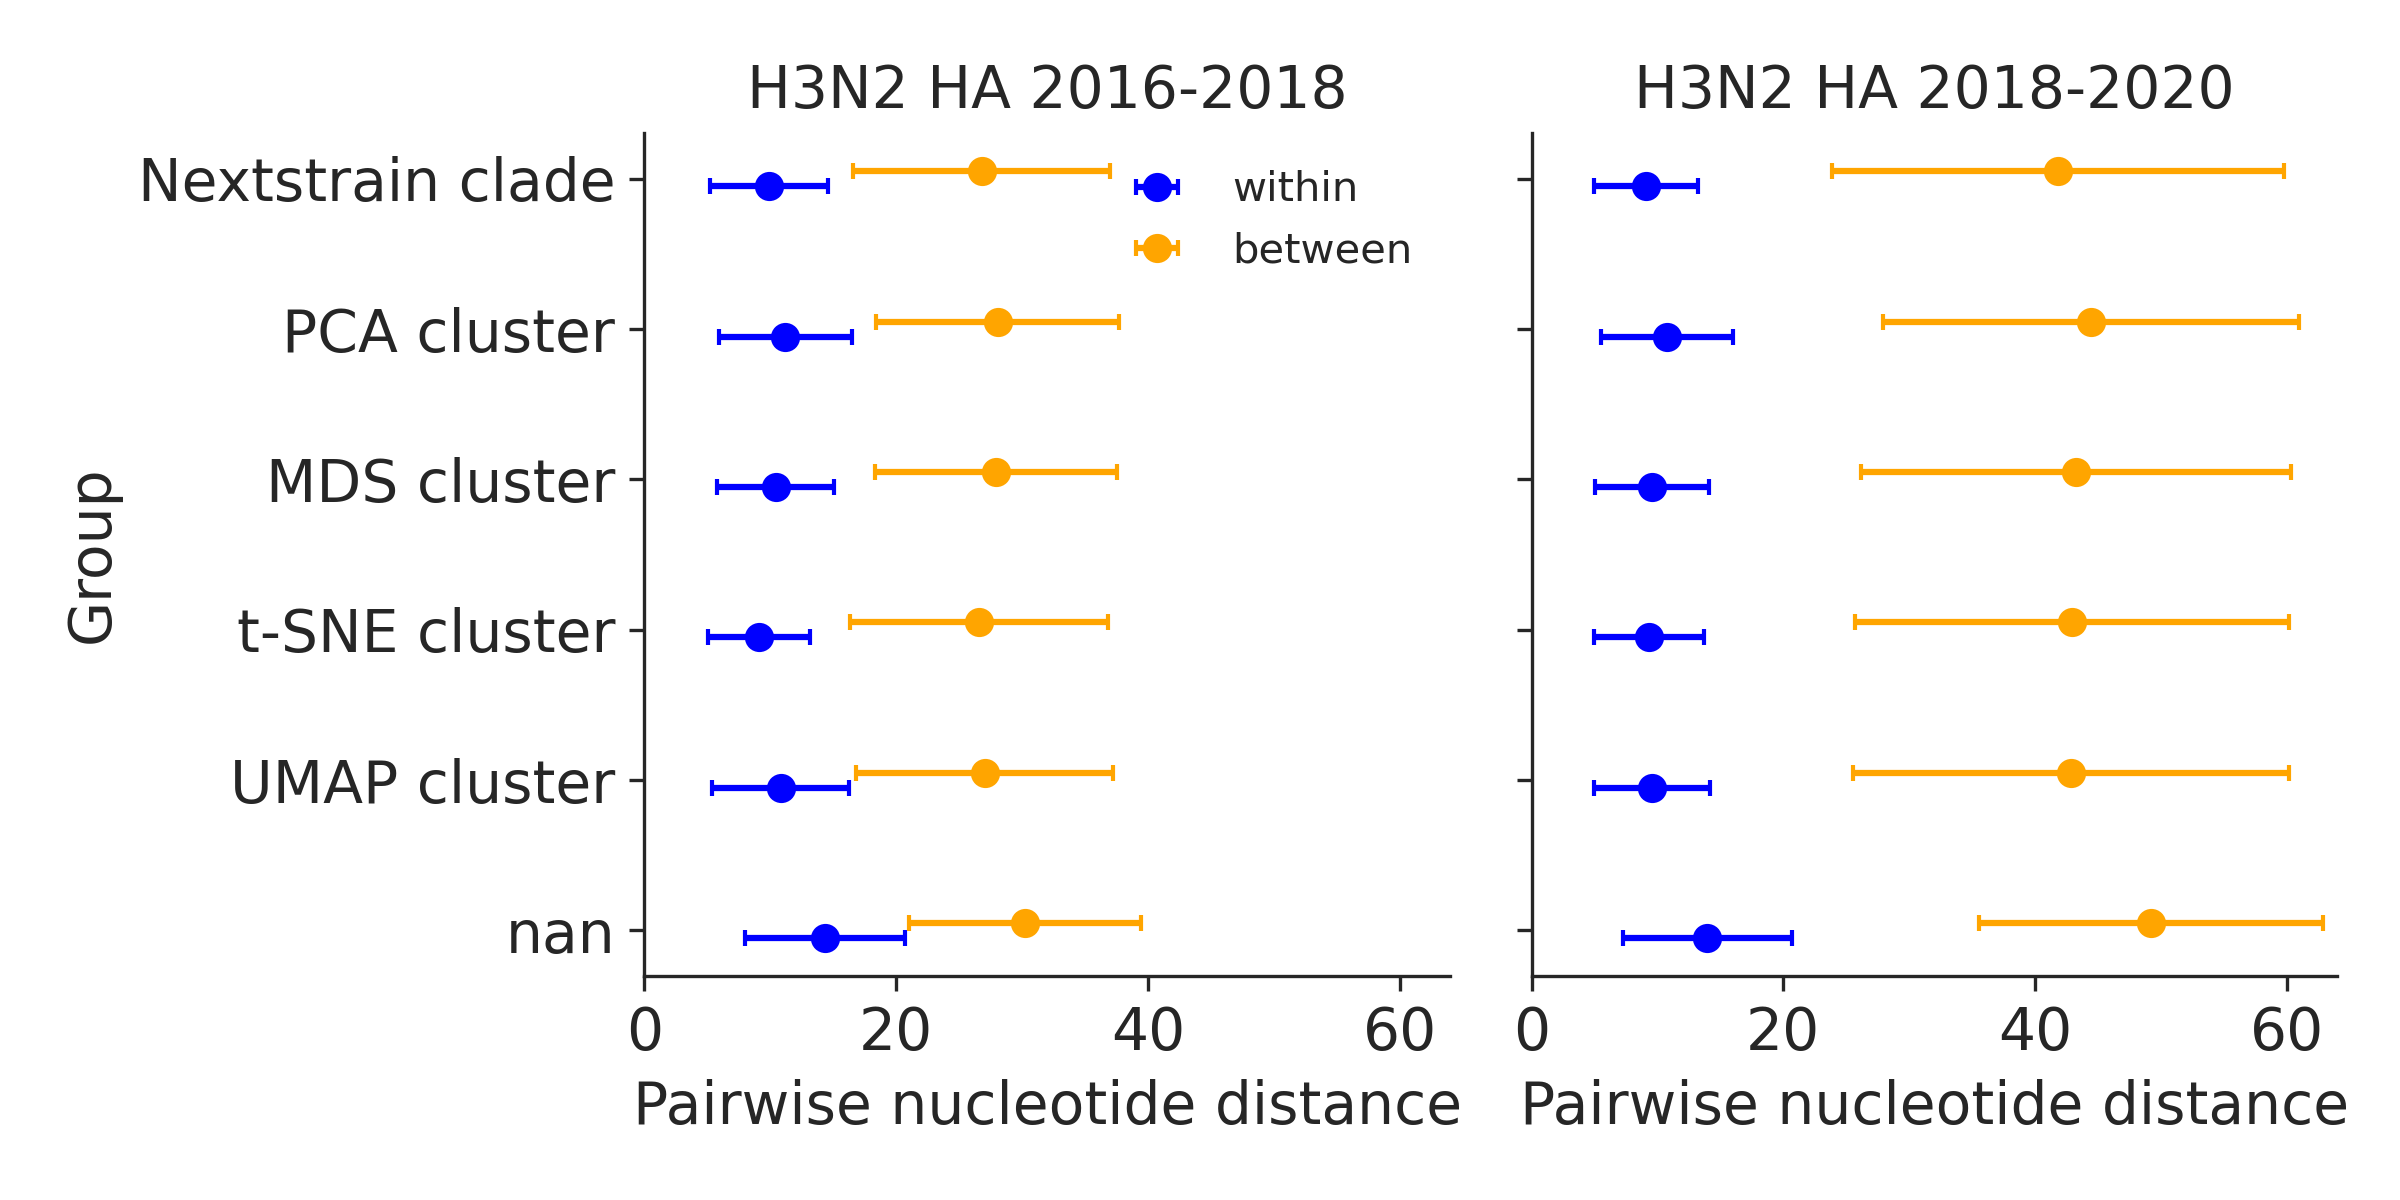 H3N2 HA 2016-2018
H3N2 HA 2018-2020
Group
Nextstrain clade
PCA cluster
MDS cluster
t-SNE cluster
UMAP cluster
nan
within
between
0 20 40 60
0 20 40 60
Pairwise nucleotide distance
Pairwise nucleotide distance